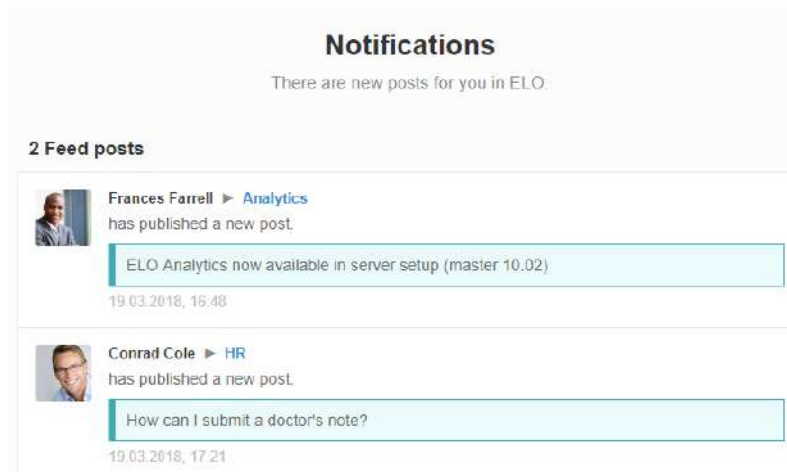 Notifications
There are new posts for you in ELO.
2 Feed posts
Frances Farrell ► Analytics
has published a new post.
ELO Analytics now available in server setup (master 10.02)
19.03.2018, 16:48
Conrad Cole ► HR
has published a new post.
How can I submit a doctor's note?
19.03.2018, 17:21